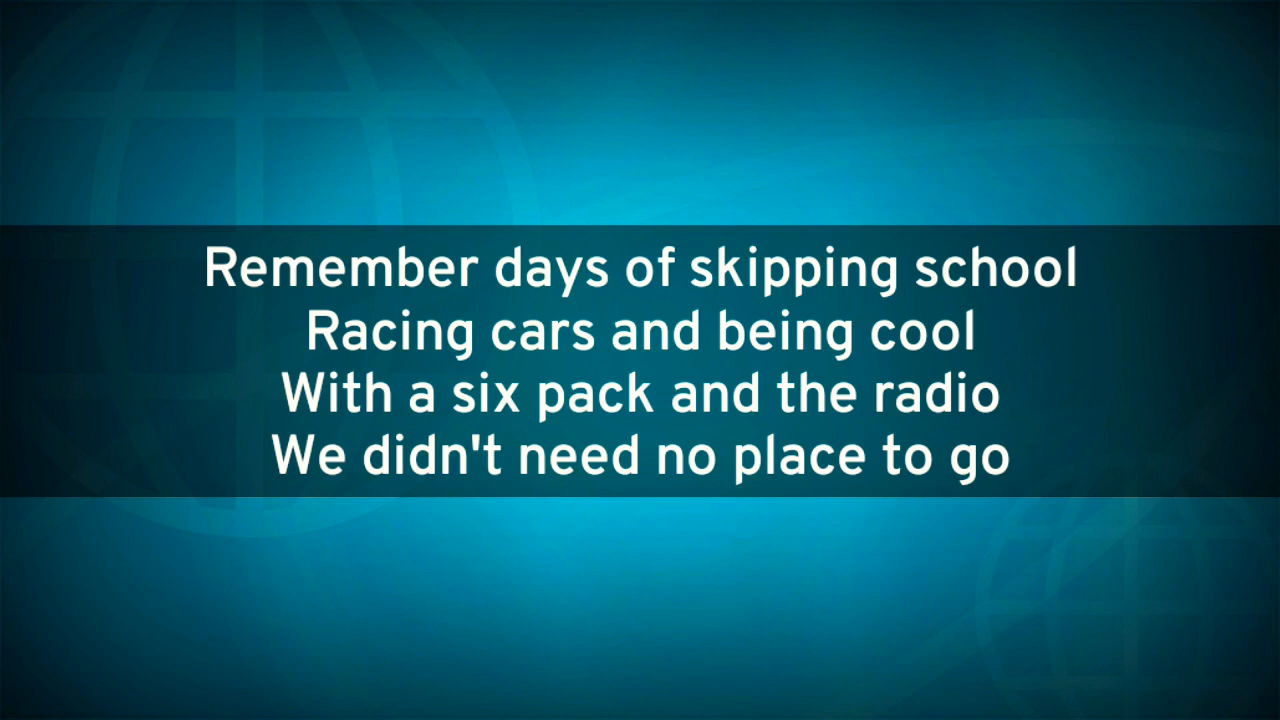 Remember days of skipping school
Racing cars and being cool
With a six pack and the radio
We didn't need no place to go